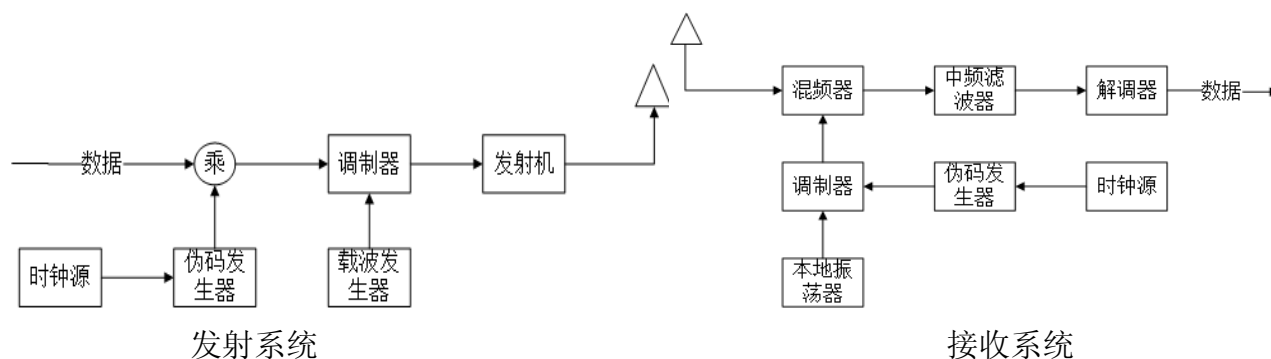 混频器
中频滤
波器
解调器
数据
数据
乘
调制器
发射机
调制器
伪码发
生器
时钟源
时钟源
伪码发
生器
载波发
生器
本地振
荡器
发射系统
接收系统